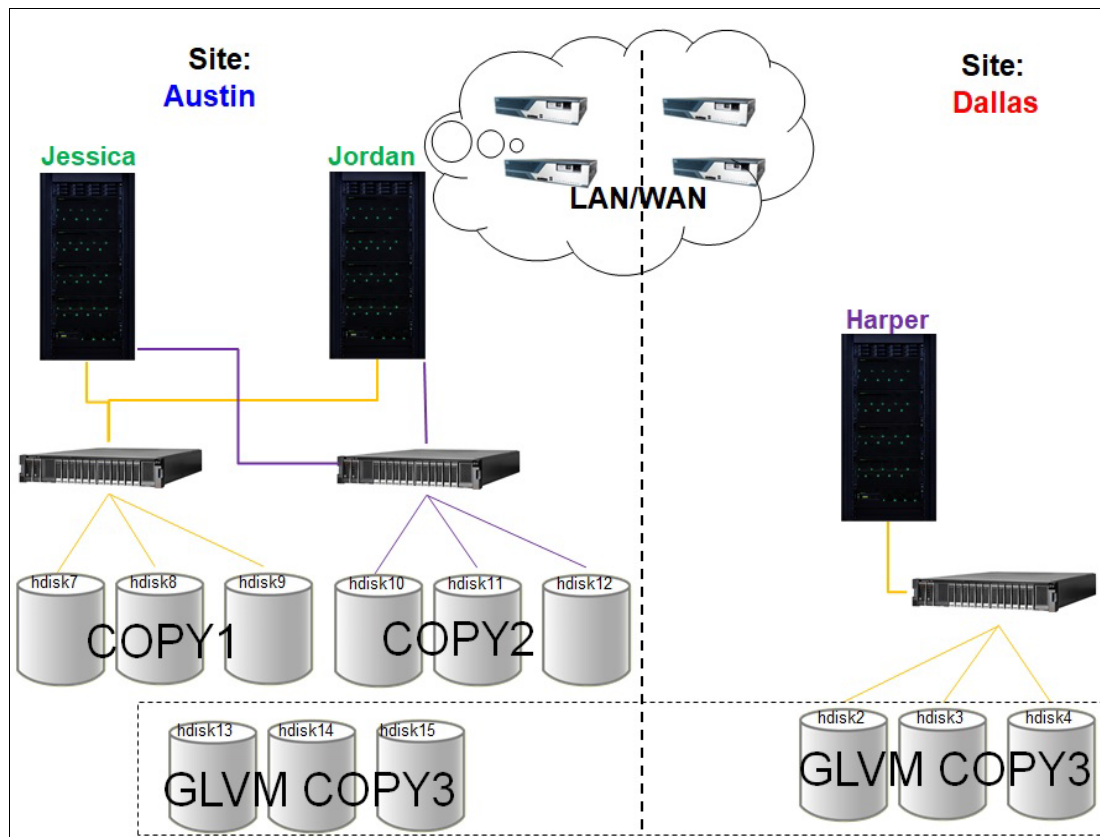 Site:
Austin
Site:
Dallas
Jessica
Jordan
LAN/WAN
Harper
hdisk7
hdisk8
hdisk9
COPY1
hdisk10
hdisk11
hdisk12
COPY2
hdisk13
hdisk14
hdisk15
GLVM COPY3
hdisk2
hdisk3
hdisk4
GLVM COPY3